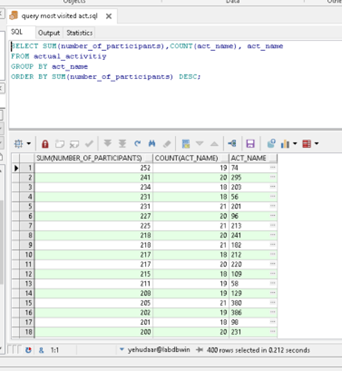 Objects
Data
query most visited act.sql
SQL Output Statistics
SELECT SUM(number_of_participants),COUNT(act_name), act_name
FROM actual_activitiy
GROUP BY act_name
ORDER BY SUM(number_of_participants) DESC;
SUM(NUMBER_OF_PARTICIPANTS) COUNT(ACT_NAME) ACT_NAME
1 252 19 74
2 241 20 295
3 234 18 203
4 231 18 56
5 231 21 201
6 227 20 96
7 225 21 213
8 218 20 241
9 218 21 182
10 217 18 212
11 217 20 220
12 215 18 109
13 211 19 58
14 208 19 129
15 205 21 380
16 202 19 386
17 201 18 98
18 200 20 231
1:1 yehudaar@labdbwin 400 rows selected in 0.212 seconds